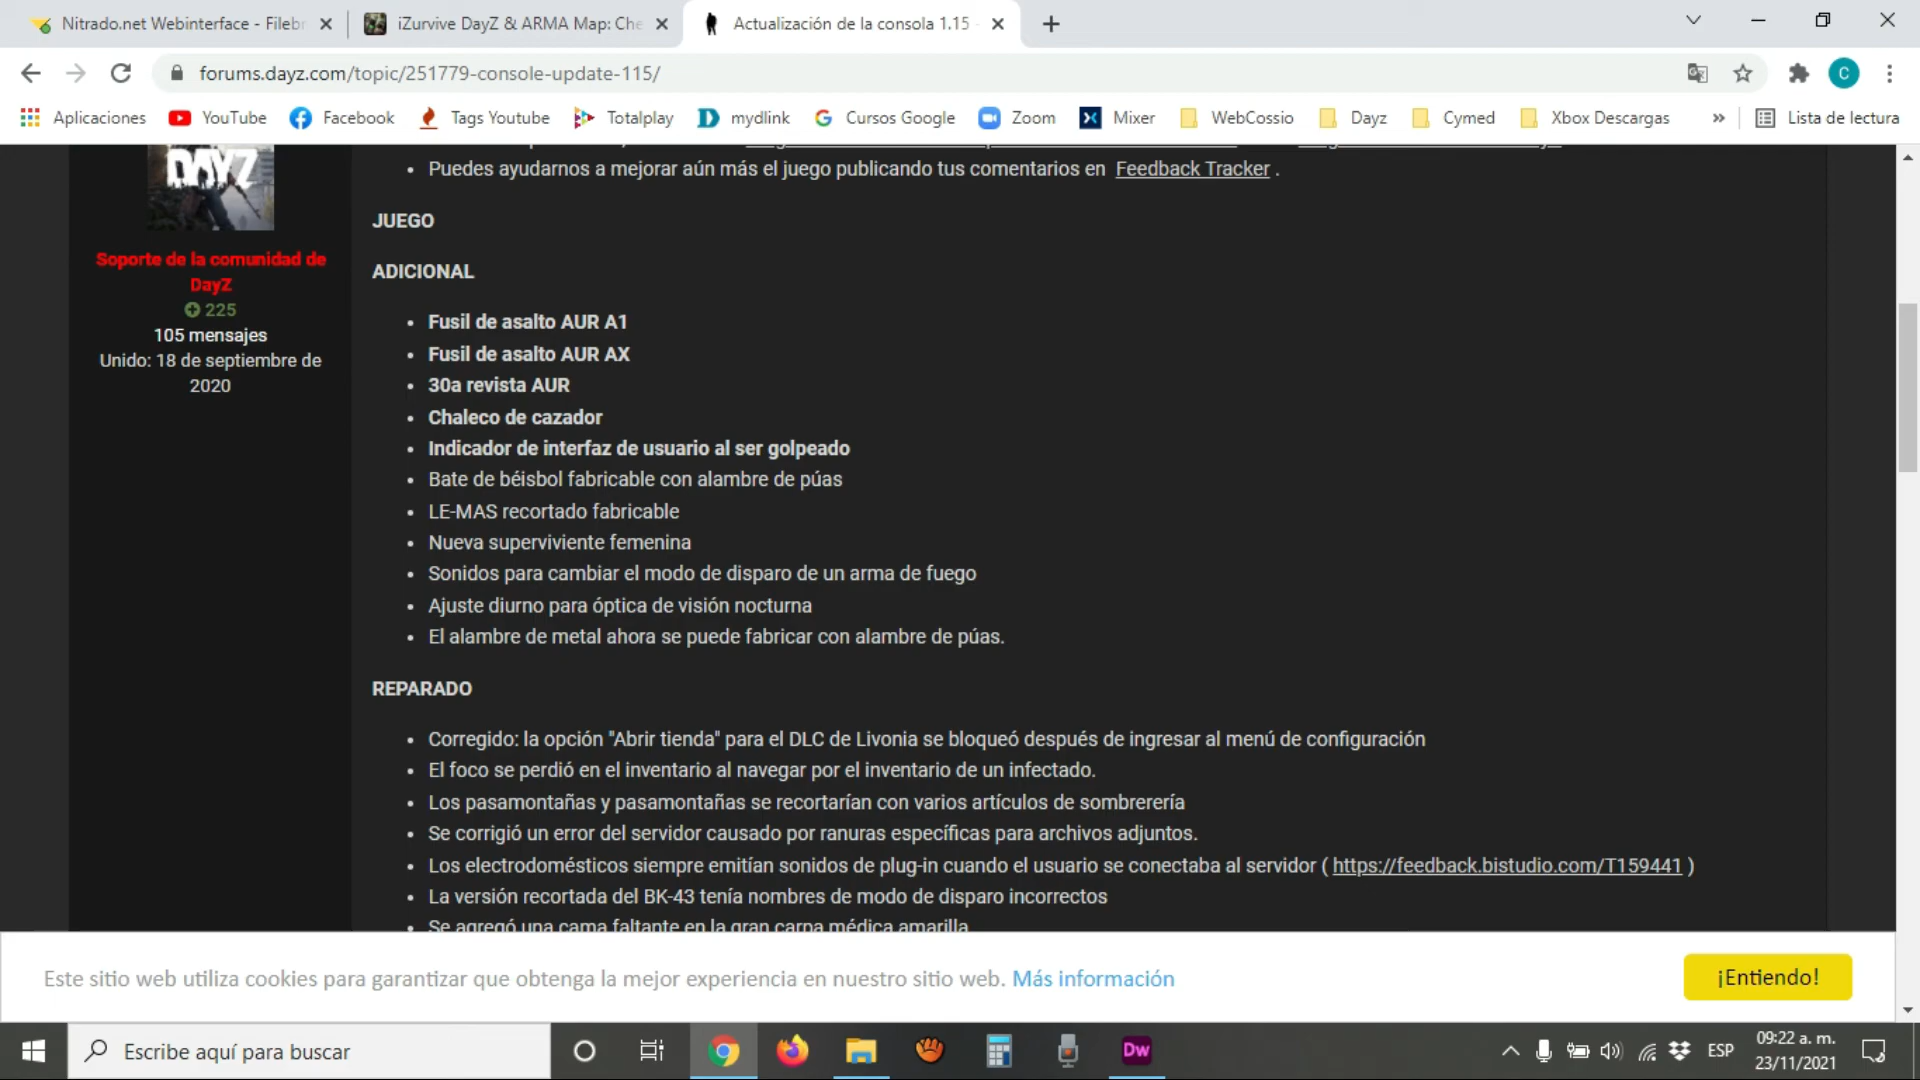 Nitrado.net Webinterface - Filebr
iZurvive DayZ & ARMA Map: Che
Actualización de la consola 1.15 -
forums.dayz.com/topic/251779-console-update-115/
C
Aplicaciones
YouTube
Facebook
Tags Youtube
Totalplay
mydlink
Cursos Google
Zoom
Mixer
WebCossio
Dayz
Cymed
Xbox Descargas
»
Lista de lectura
DAYZ
Soporte de la comunidad de
DayZ
225
105 mensajes
Unido: 18 de septiembre de
2020
• Puedes ayudarnos a mejorar aún más el juego publicando tus comentarios en Feedback Tracker .
JUEGO
ADICIONAL
• Fusil de asalto AUR A1
• Fusil de asalto AUR AX
• 30a revista AUR
• Chaleco de cazador
• Indicador de interfaz de usuario al ser golpeado
• Bate de béisbol fabricable con alambre de púas
• LE-MAS recortado fabricable
• Nueva superviviente femenina
• Sonidos para cambiar el modo de disparo de un arma de fuego
• Ajuste diurno para óptica de visión nocturna
• El alambre de metal ahora se puede fabricar con alambre de púas.
REPARADO
• Corregido: la opción "Abrir tienda" para el DLC de Livonia se bloqueó después de ingresar al menú de configuración
• El foco se perdió en el inventario al navegar por el inventario de un infectado.
• Los pasamontañas y pasamontañas se recortarían con varios artículos de sombrerería
• Se corrigió un error del servidor causado por ranuras específicas para archivos adjuntos.
• Los electrodomésticos siempre emitían sonidos de plug-in cuando el usuario se conectaba al servidor ( https://feedback.bistudio.com/T159441 )
• La versión recortada del BK-43 tenía nombres de modo de disparo incorrectos
• Se agregó una cama faltante en la gran carpa médica amarilla
Este sitio web utiliza cookies para garantizar que obtenga la mejor experiencia en nuestro sitio web. Más información
¡Entiendo!
Escribe aquí para buscar
Dw
ESP
09:22 a. m.
23/11/2021